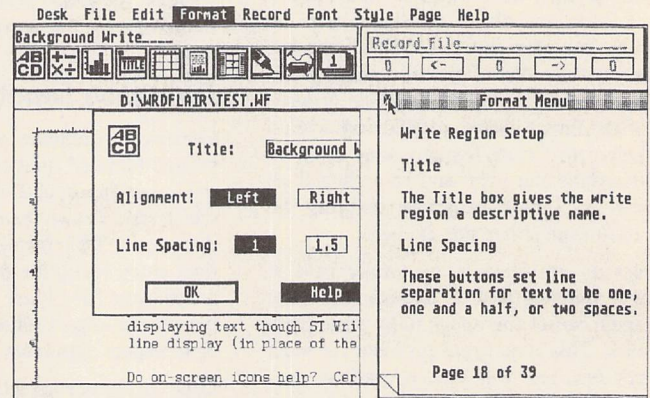 Desk File Edit Format Record Font Style Page Help
Background Write____
Record_File____
AB CD
TITLE
1
0 <- 0 -> 0
D:\WRDFLAIR\TEST.WF
Format Menu
AB CD
Title: Background W
Alignment: Left Right
Line Spacing: 1 1.5
OK Help
displaying text though ST Wri
line display (in place of the
Do on-screen icons help? Cer
Write Region Setup
Title
The Title box gives the write
region a descriptive name.
Line Spacing
These buttons set line
separation for text to be one,
one and a half, or two spaces.
Page 18 of 39